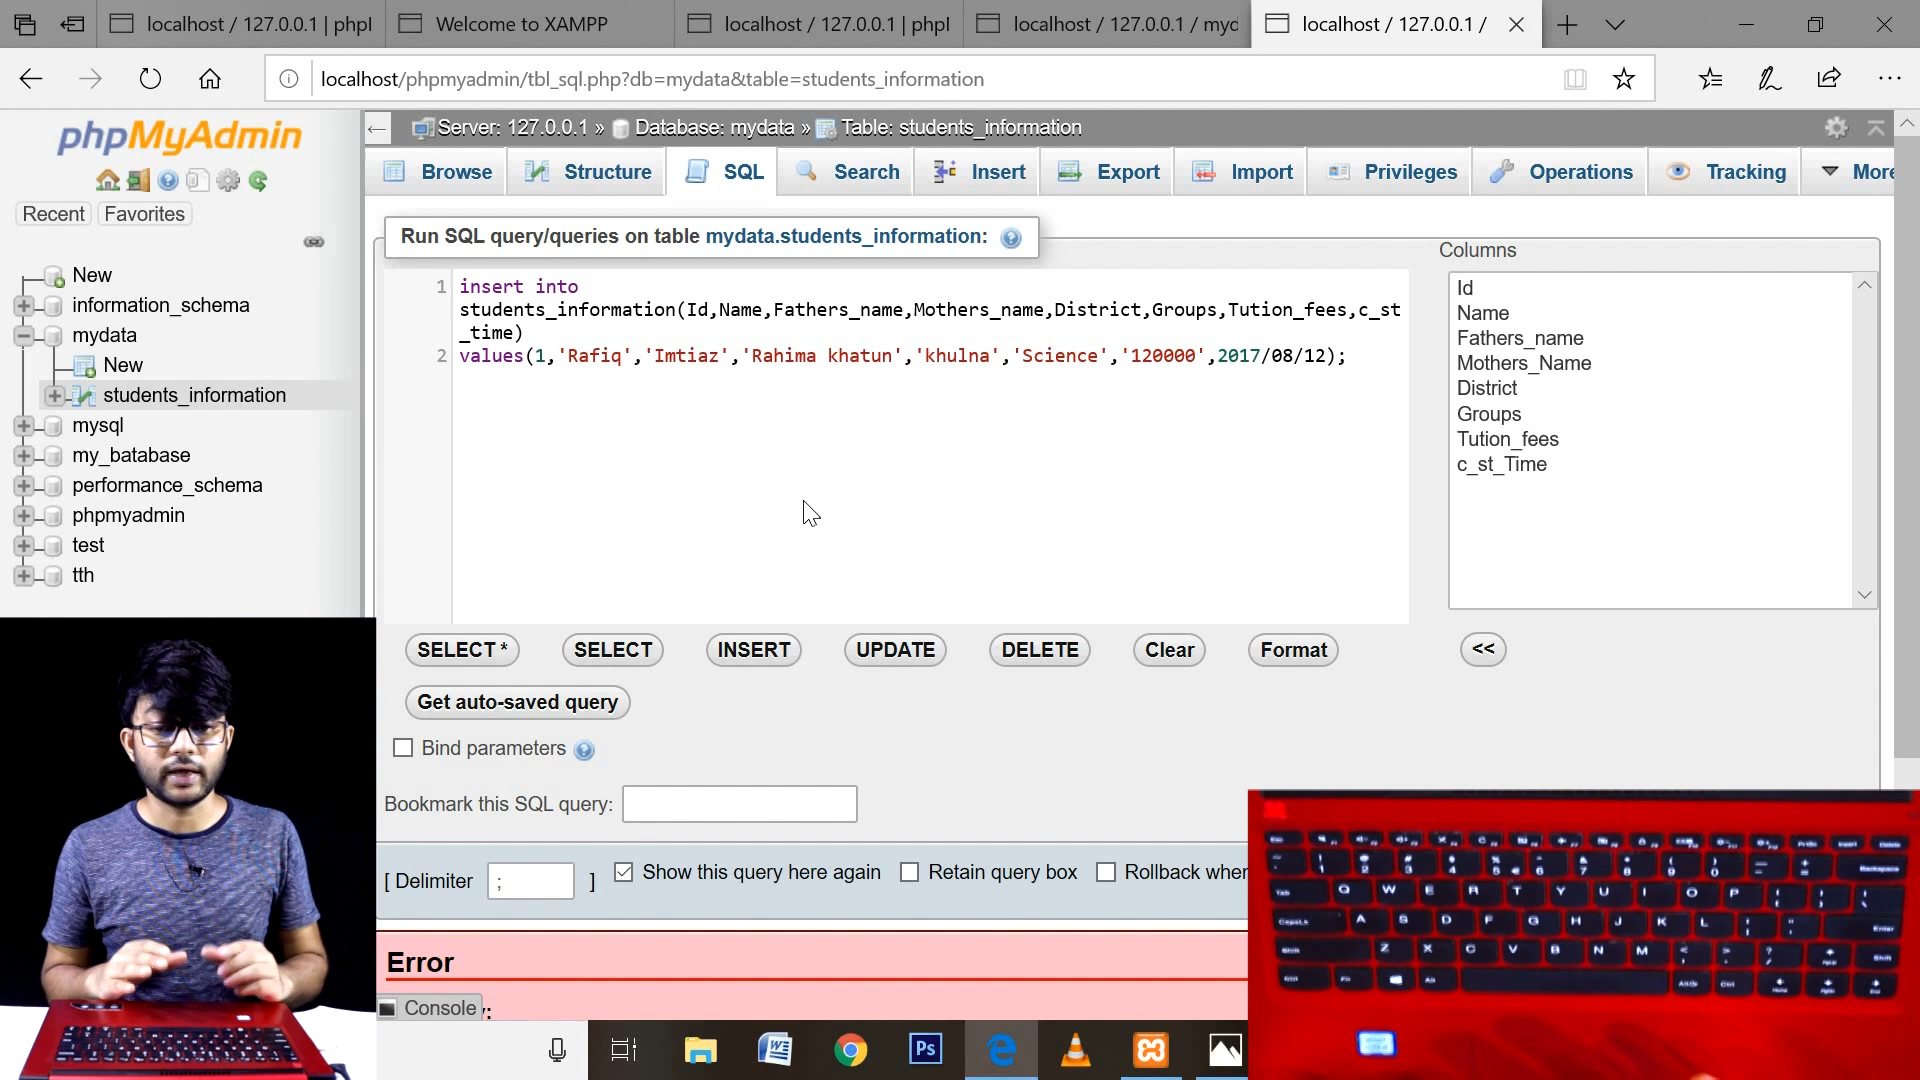 localhost / 127.0.0.1 | phpl
Welcome to XAMPP
localhost / 127.0.0.1 | phpl
localhost / 127.0.0.1 / myd
localhost / 127.0.0.1 /
localhost/phpmyadmin/tbl_sql.php?db=mydata&table=students_information
phpMyAdmin
Recent
Favorites
New
information_schema
mydata
New
students_information
mysql
my_batabase
performance_schema
phpmyadmin
test
tth
Server: 127.0.0.1 » Database: mydata » Table: students_information
Browse
Structure
SQL
Search
Insert
Export
Import
Privileges
Operations
Tracking
More
Run SQL query/queries on table mydata.students_information:
1 insert into
students_information(Id,Name,Fathers_name,Mothers_name,District,Groups,Tution_fees,c_st
_time)
2 values(1,'Rafiq','Imtiaz','Rahima khatun','khulna','Science','120000',2017/08/12);
Columns
Id
Name
Fathers_name
Mothers_Name
District
Groups
Tution_fees
c_st_Time
SELECT *
SELECT
INSERT
UPDATE
DELETE
Clear
Format
<<
Get auto-saved query
Bind parameters
Bookmark this SQL query:
[ Delimiter ; ]
Show this query here again
Retain query box
Rollback wher
Error
Console
Ps